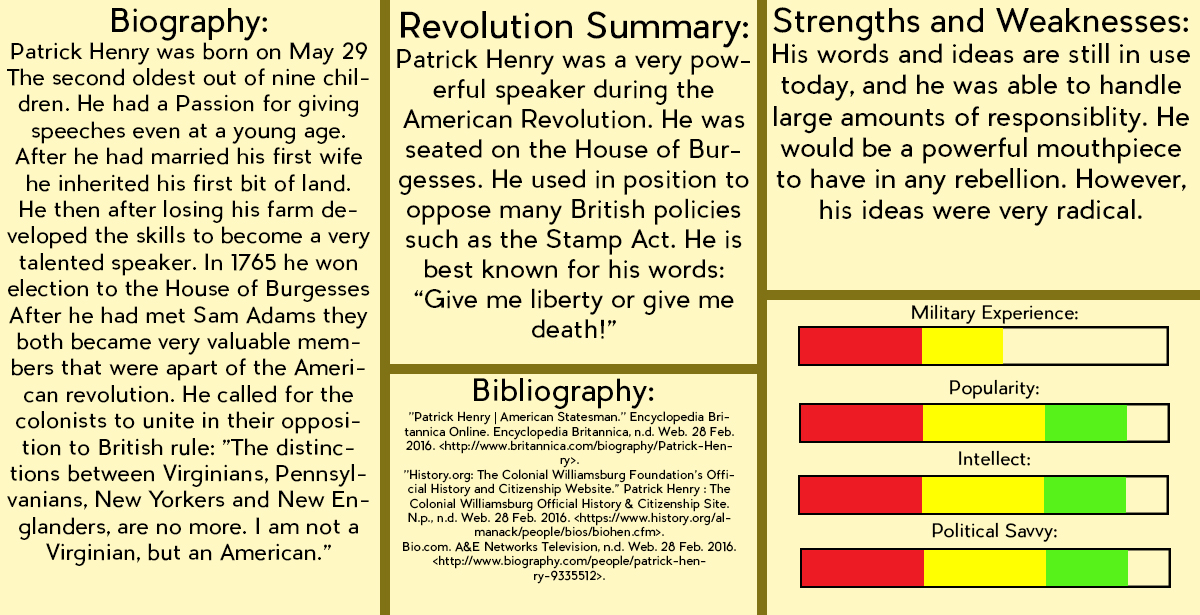 Biography:
Patrick Henry was born on May 29
The second oldest out of nine chil-
dren. He had a Passion for giving
speeches even at a young age.
After he had married his first wife
he inherited his first bit of land.
He then after losing his farm de-
veloped the skills to become a very
talented speaker. In 1765 he won
election to the House of Burgesses
After he had met Sam Adams they
both became very valuable mem-
bers that were apart of the Ameri-
can revolution. He called for the
colonists to unite in their opposi-
tion to British rule: "The distinc-
tions between Virginians, Pennsyl-
vanians, New Yorkers and New En-
glanders, are no more. I am not a
Virginian, but an American."
Revolution Summary:
Patrick Henry was a very pow-
erful speaker during the
American Revolution. He was
seated on the House of Bur-
gesses. He used in position to
oppose many British policies
such as the Stamp Act. He is
best known for his words:
"Give me liberty or give me
death!"
Bibliography:
"Patrick Henry | American Statesman." Encyclopedia Bri-
tannica Online. Encyclopedia Britannica, n.d. Web. 28 Feb.
2016. <http://www.britannica.com/biography/Patrick-Hen-
ry>.
"History.org: The Colonial Williamsburg Foundation's Offi-
cial History and Citizenship Website." Patrick Henry : The
Colonial Williamsburg Official History & Citizenship Site.
N.p., n.d. Web. 28 Feb. 2016. <https://www.history.org/al-
manack/people/bios/biohen.cfm>.
Bio.com. A&E Networks Television, n.d. Web. 28 Feb. 2016.
<http://www.biography.com/people/patrick-hen-
ry-9335512>.
Strengths and Weaknesses:
His words and ideas are still in use
today, and he was able to handle
large amounts of responsiblity. He
would be a powerful mouthpiece
to have in any rebellion. However,
his ideas were very radical.
Military Experience:
Popularity:
Intellect:
Political Savvy: